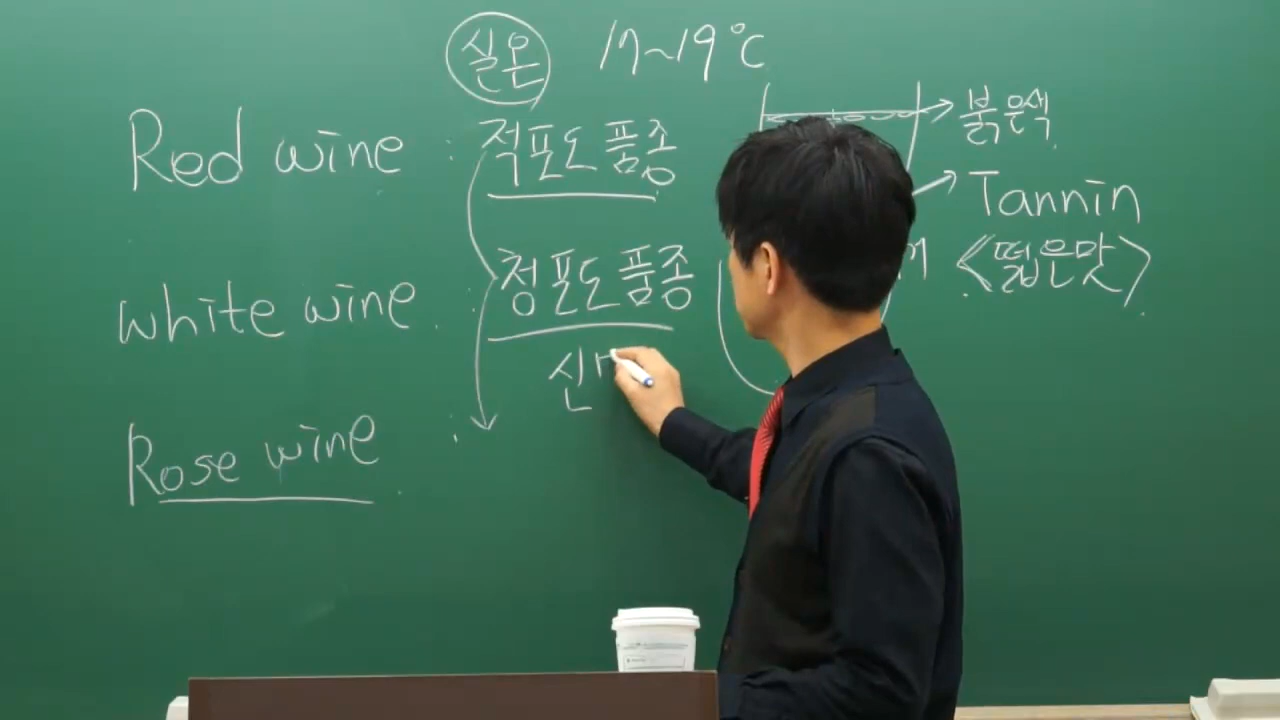 실온 17~19℃
Red wine : 적포도품종
→ 붉은색
→ Tannin
<떫은맛>
white wine : 청포도품종
신
Rose wine :